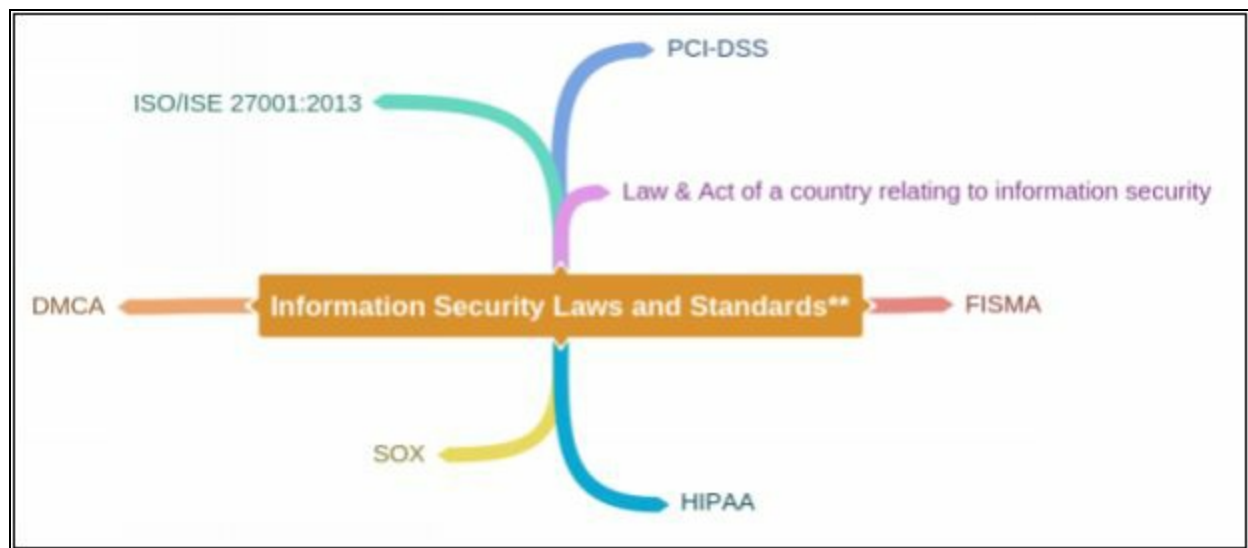 PCI-DSS
ISO/ISE 27001:2013
Law & Act of a country relating to information security
DMCA
Information Security Laws and Standards**
FISMA
SOX
HIPAA